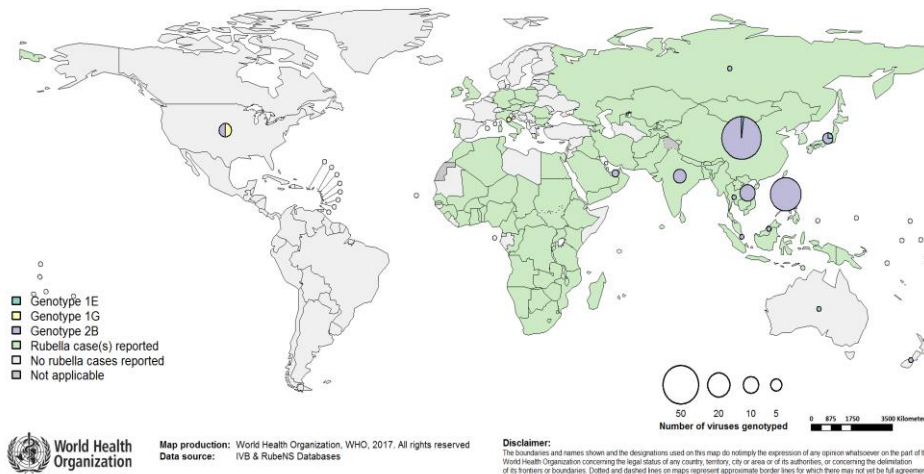 Genotype 1E
Genotype 1G
Genotype 2B
Rubella case(s) reported
No rubella cases reported
Not applicable
50 20 10 5
Number of viruses genotyped
0 875 1750 3500 Kilomete
World Health
Organization
Map production: World Health Organization, WHO, 2017. All rights reserved
Data source: IVB & RubeNS Databases
Disclaimer:
The boundaries and names shown and the designations used on this map do notimply the expression of any opinion whatsoever on the part of
World Health Organization concerning the legal status of any country, territory, city or area or of its authorities, or concerning the delimitation
of its frontiers or boundaries. Dotted and dashed lines on maps represent approximate border lines for which there may not yet be full agreeme